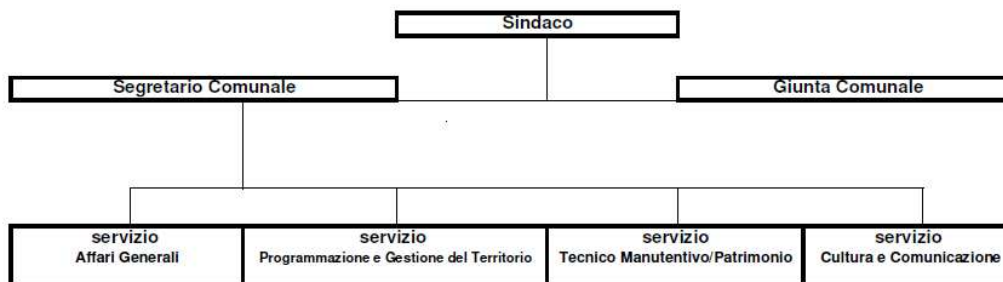 Sindaco
Segretario Comunale
Giunta Comunale
servizio
Affari Generali
servizio
Programmazione e Gestione del Territorio
servizio
Tecnico Manutentivo/Patrimonio
servizio
Cultura e Comunicazione